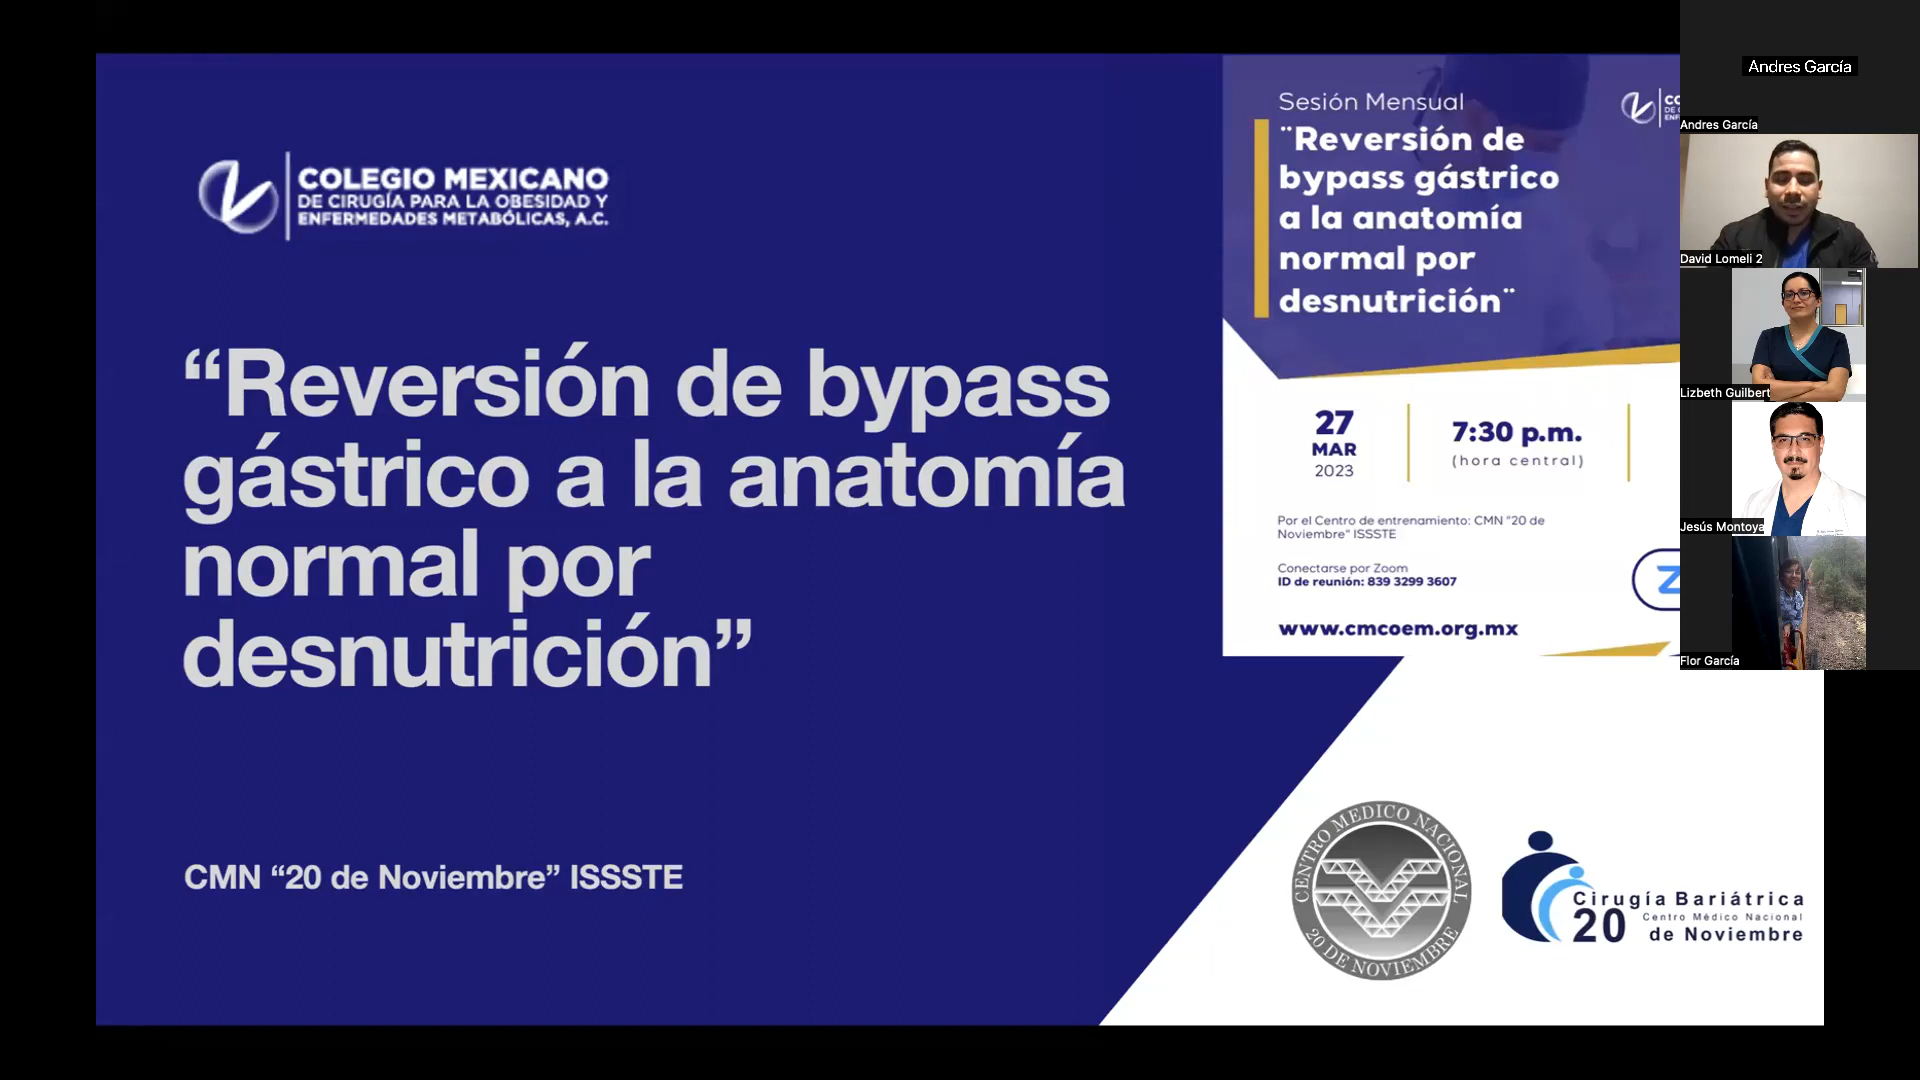 COLEGIO MEXICANO
DE CIRUGÍA PARA LA OBESIDAD Y
ENFERMEDADES METABÓLICAS, A.C.
“Reversión de bypass
gástrico a la anatomía
normal por
desnutrición”
CMN “20 de Noviembre” ISSSTE
Sesión Mensual
¨Reversión de
bypass gástrico
a la anatomía
normal por
desnutrición¨
27
MAR
2023
7:30 p.m.
(hora central)
Por el Centro de entrenamiento: CMN "20 de
Noviembre" ISSSTE
Conectarse por Zoom
ID de reunión: 839 3299 3607
www.cmcoem.org.mx
CENTRO MEDICO NACIONAL
20 DE NOVIEMBRE
Cirugía Bariátrica
20
Centro Médico Nacional
de Noviembre
Andres García
Andres García
David Lomeli 2
Lizbeth Guilbert
Jesús Montoya
Flor García